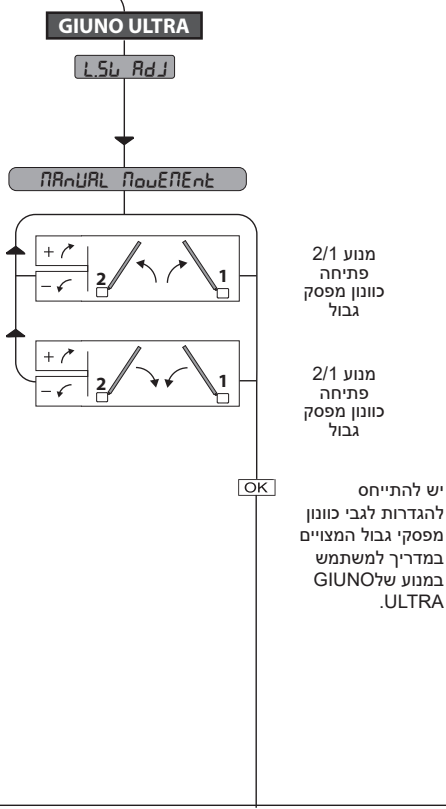 GIUNO ULTRA
L.SW AdJ
MAnUAL MovEMEnt
+
-
2
1
מנוע 2/1
פתיחה
כוונון מפסק
גבול
+
-
2
1
מנוע 2/1
פתיחה
כוונון מפסק
גבול
OK
יש להתייחס
להגדרות לגבי כוונון
מפסקי גבול המצויים
במדריך למשתמש
במנוע שלGIUNO
ULTRA.